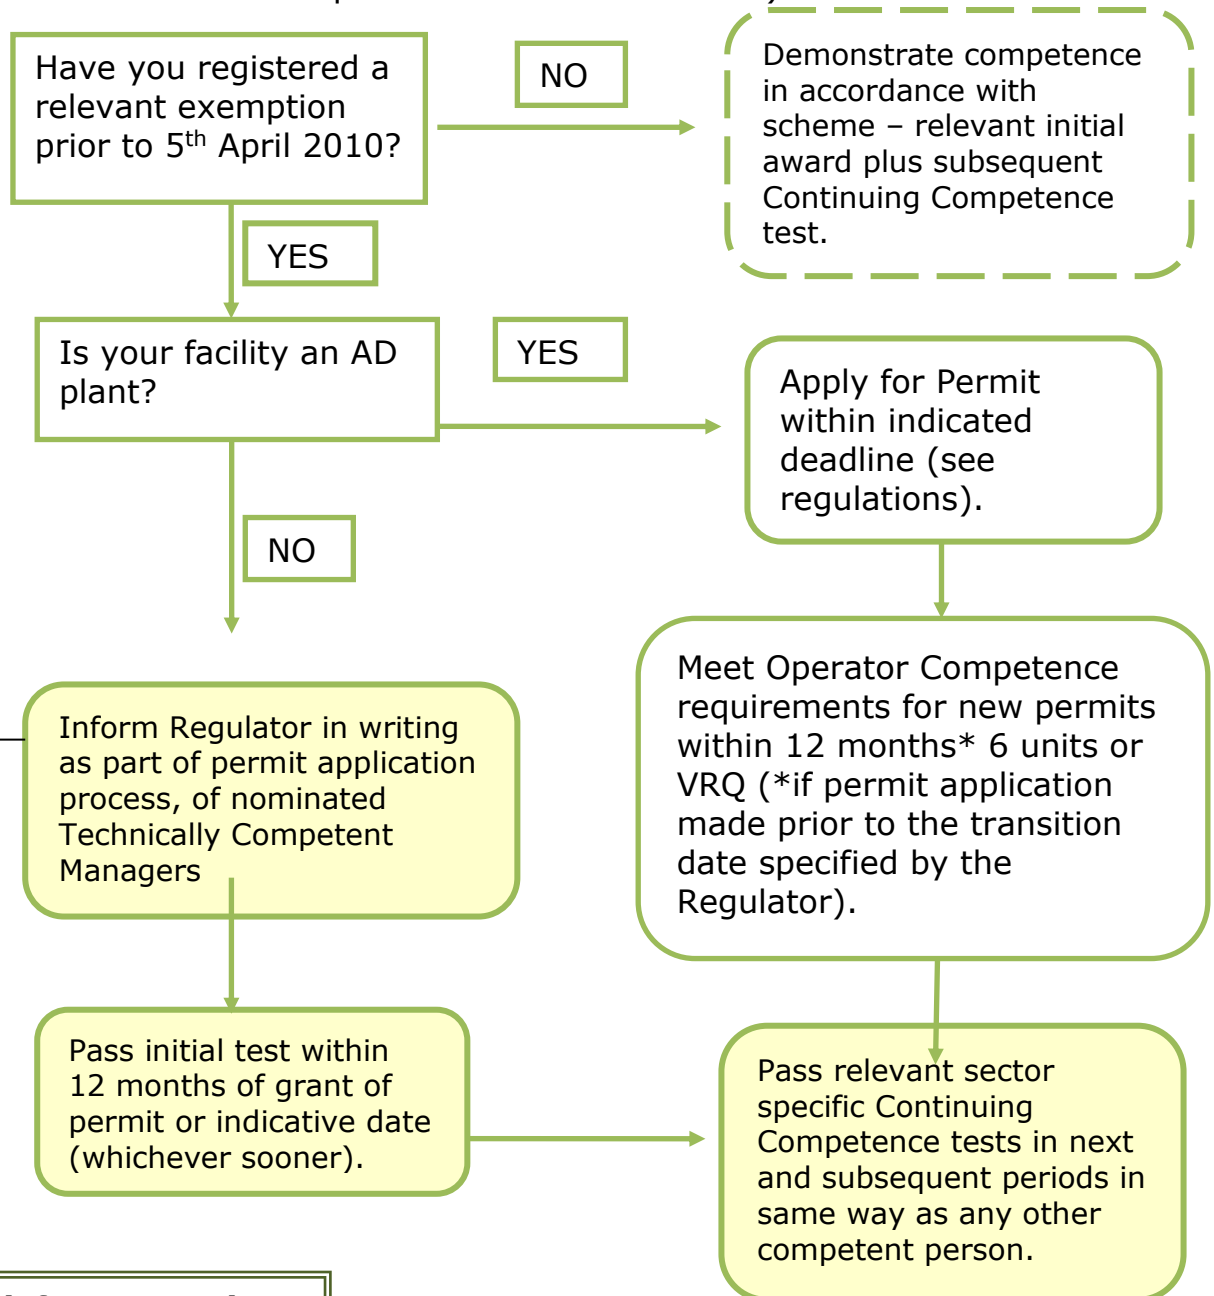 Have you registered a
relevant exemption
prior to 5th April 2010?
NO
Demonstrate competence
in accordance with
scheme – relevant initial
award plus subsequent
Continuing Competence
test.
YES
Is your facility an AD
plant?
YES
Apply for Permit
within indicated
deadline (see
regulations).
NO
Meet Operator Competence
requirements for new permits
within 12 months* 6 units or
VRQ (*if permit application
made prior to the transition
date specified by the
Regulator).
Inform Regulator in writing
as part of permit application
process, of nominated
Technically Competent
Managers
Pass initial test within
12 months of grant of
permit or indicative date
(whichever sooner).
Pass relevant sector
specific Continuing
Competence tests in next
and subsequent periods in
same way as any other
competent person.